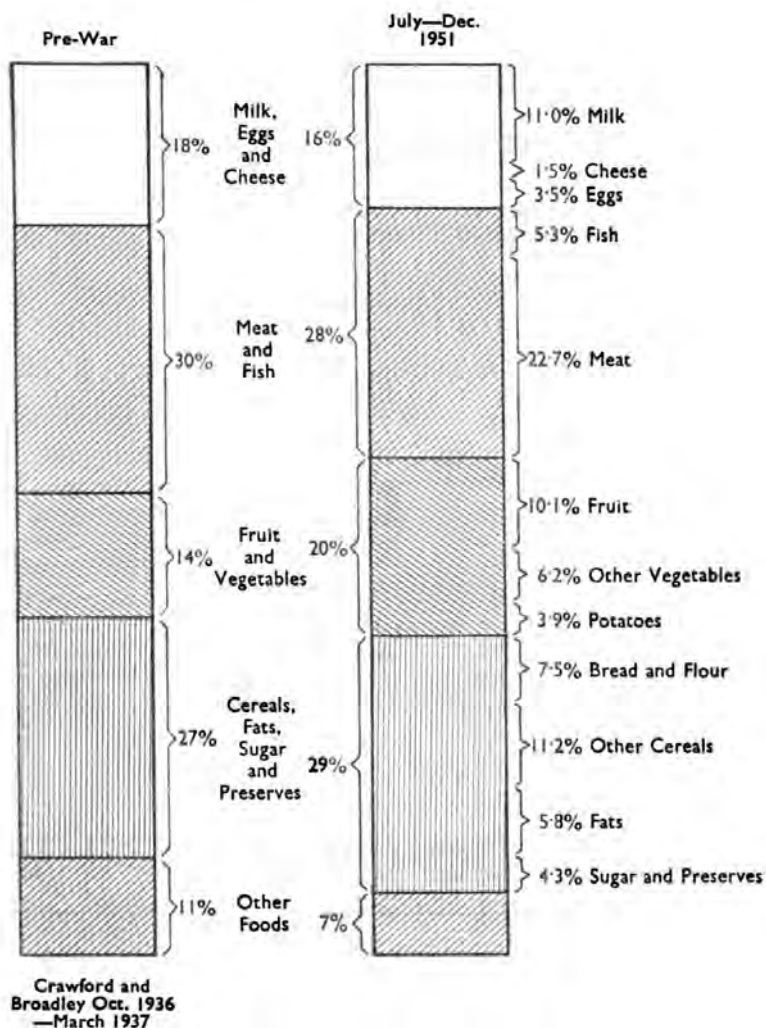 Pre-War
July—Dec.
1951
18%
Milk,
Eggs
and
Cheese
16%
11·0% Milk
1·5% Cheese
3·5% Eggs
30%
Meat
and
Fish
28%
5·3% Fish
22·7% Meat
14%
Fruit
and
Vegetables
20%
10·1% Fruit
6·2% Other Vegetables
3·9% Potatoes
27%
Cereals,
Fats,
Sugar
and
Preserves
29%
7·5% Bread and Flour
11·2% Other Cereals
5·8% Fats
4·3% Sugar and Preserves
11%
Other
Foods
7%
Crawford and
Broadley Oct. 1936
—March 1937